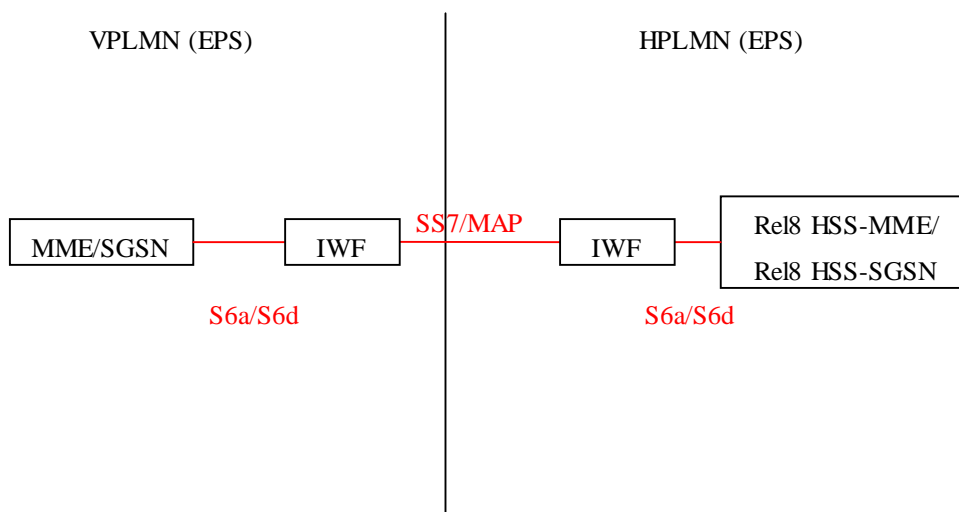 VPLMN (EPS)
HPLMN (EPS)
MME/SGSN
IWF
SS7/MAP
IWF
Rel8 HSS-MME/
Rel8 HSS-SGSN
S6a/S6d
S6a/S6d